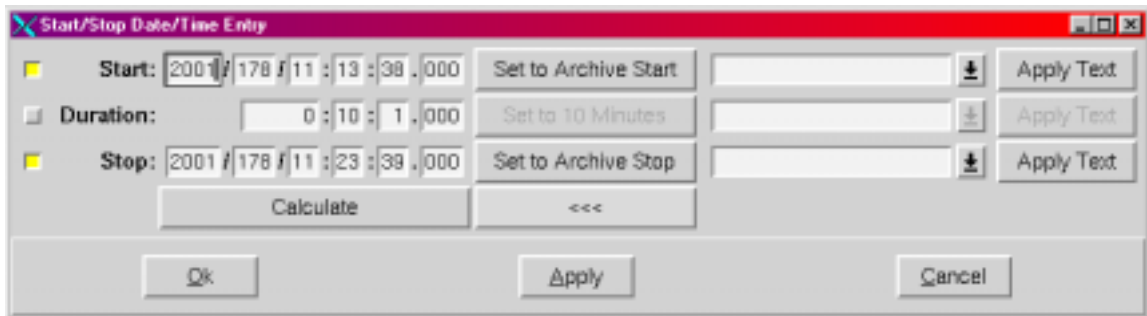 Start/Stop Date/Time Entry
Start: 2001/178/11:13:38.000 Set to Archive Start Apply Text
Duration: 0:10:1.000 Set to 10 Minutes Apply Text
Stop: 2001/178/11:23:39.000 Set to Archive Stop Apply Text
Calculate <<<
Ok Apply Cancel